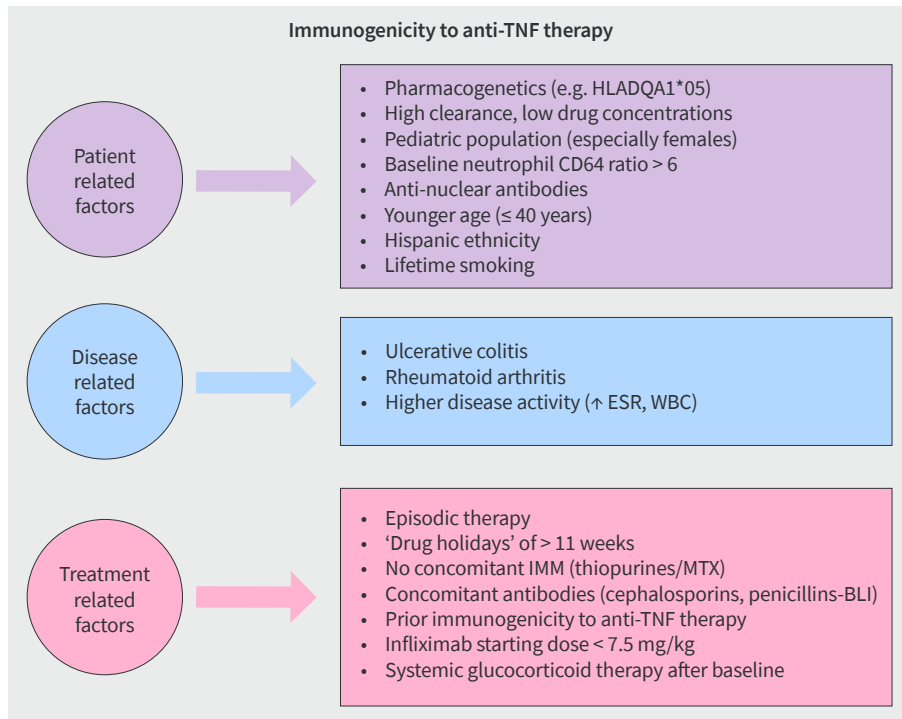 Immunogenicity to anti-TNF therapy
Patient
related
factors
• Pharmacogenetics (e.g. HLADQA1*05)
• High clearance, low drug concentrations
• Pediatric population (especially females)
• Baseline neutrophil CD64 ratio > 6
• Anti-nuclear antibodies
• Younger age (≤ 40 years)
• Hispanic ethnicity
• Lifetime smoking
Disease
related
factors
• Ulcerative colitis
• Rheumatoid arthritis
• Higher disease activity (↑ ESR, WBC)
Treatment
related
factors
• Episodic therapy
• ‘Drug holidays’ of > 11 weeks
• No concomitant IMM (thiopurines/MTX)
• Concomitant antibodies (cephalosporins, penicillins-BLI)
• Prior immunogenicity to anti-TNF therapy
• Infliximab starting dose < 7.5 mg/kg
• Systemic glucocorticoid therapy after baseline